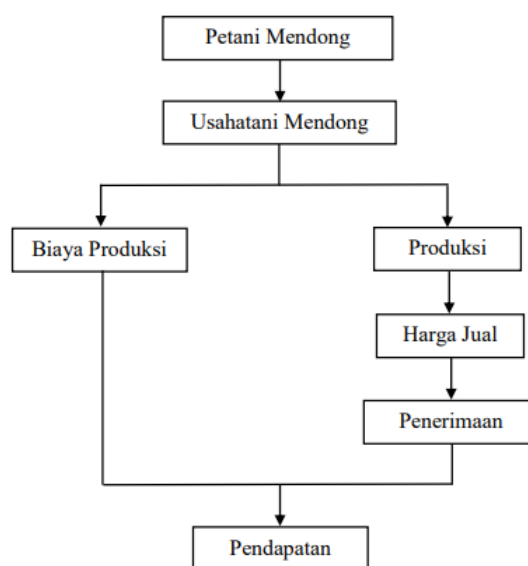 Petani Mendong
Usahatani Mendong
Biaya Produksi
Produksi
Harga Jual
Penerimaan
Pendapatan